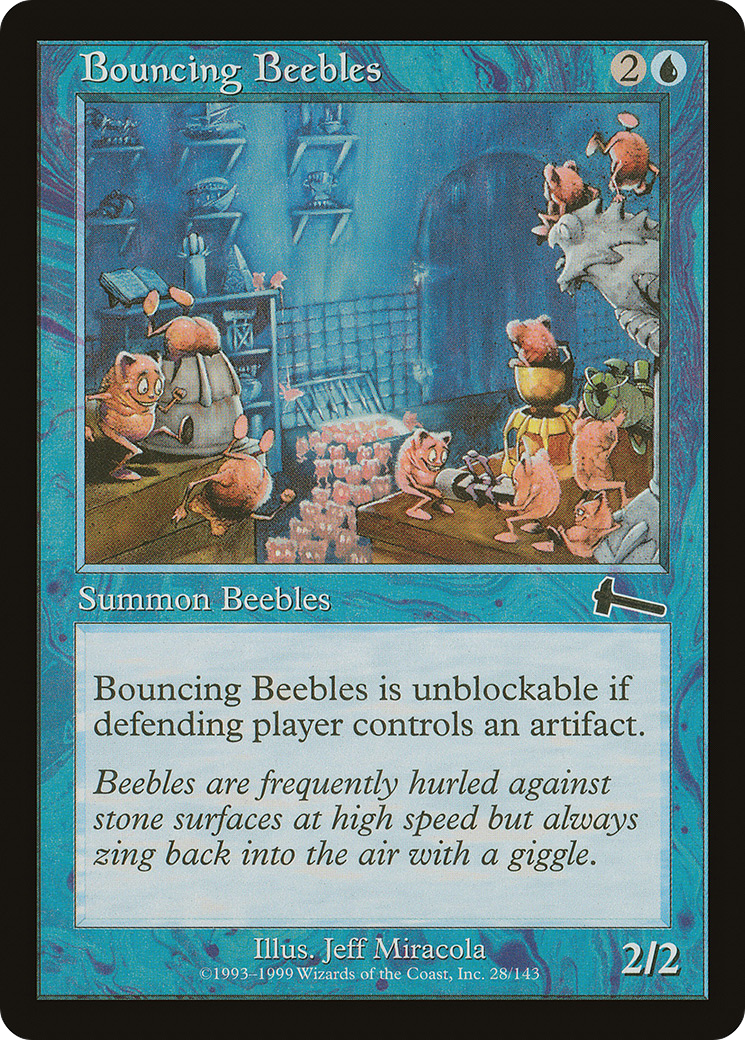 Bouncing Beebles 2
Summon Beebles
Bouncing Beebles is unblockable if
defending player controls an artifact.
Beebles are frequently hurled against
stone surfaces at high speed but always
zing back into the air with a giggle.
Illus. Jeff Miracola
©1993–1999 Wizards of the Coast, Inc. 28/143
2/2